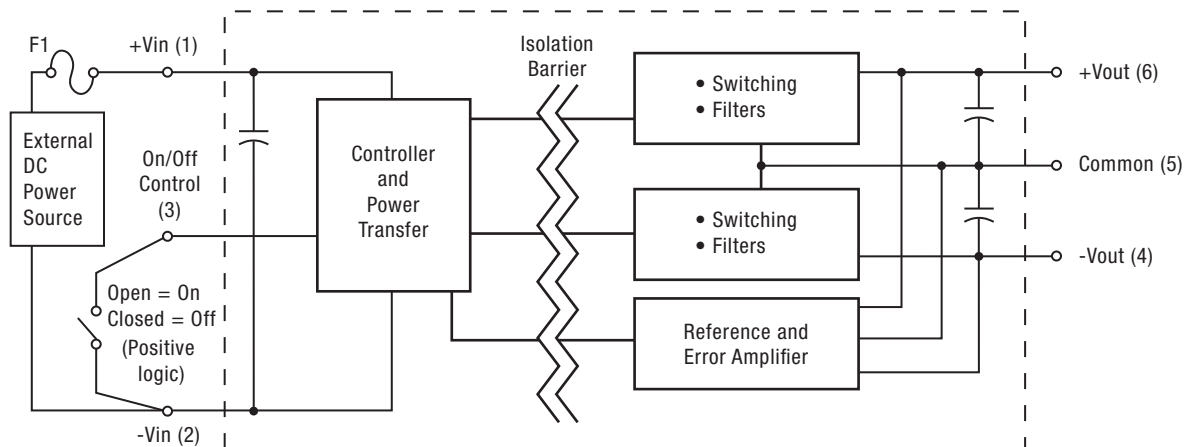 F1
+Vin (1)
Isolation
Barrier
• Switching
• Filters
+Vout (6)
External
DC
Power
Source
On/Off
Control
(3)
Controller
and
Power
Transfer
Common (5)
• Switching
• Filters
-Vout (4)
Open = On
Closed = Off
(Positive
logic)
Reference and
Error Amplifier
-Vin (2)